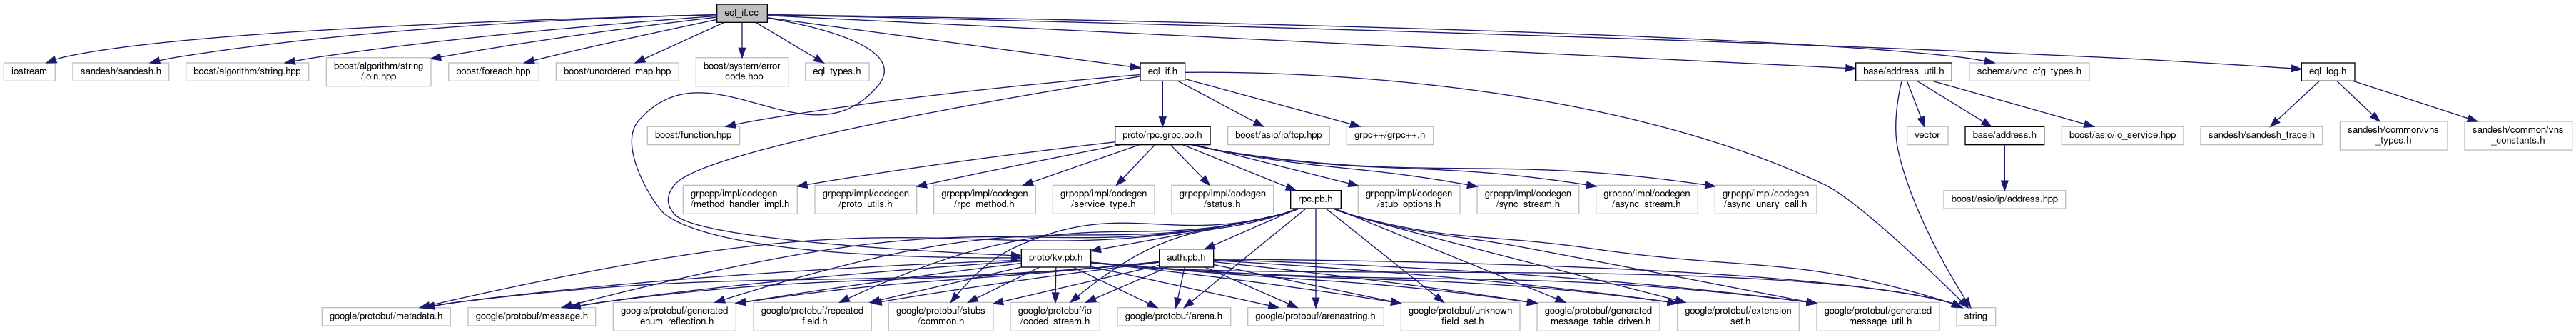 eql_if.cc
iostream
sandesh/sandesh.h
boost/algorithm/string.hpp
boost/algorithm/string
/join.hpp
boost/foreach.hpp
boost/unordered_map.hpp
boost/system/error
_code.hpp
eql_types.h
eql_if.h
base/address_util.h
schema/vnc_cfg_types.h
eql_log.h
boost/function.hpp
proto/rpc.grpc.pb.h
boost/asio/ip/tcp.hpp
grpc++/grpc++.h
vector
base/address.h
boost/asio/io_service.hpp
sandesh/sandesh_trace.h
sandesh/common/vns
_types.h
sandesh/common/vns
_constants.h
grpcpp/impl/codegen
/method_handler_impl.h
grpcpp/impl/codegen
/proto_utils.h
grpcpp/impl/codegen
/rpc_method.h
grpcpp/impl/codegen
/service_type.h
grpcpp/impl/codegen
/status.h
rpc.pb.h
grpcpp/impl/codegen
/stub_options.h
grpcpp/impl/codegen
/sync_stream.h
grpcpp/impl/codegen
/async_stream.h
grpcpp/impl/codegen
/async_unary_call.h
boost/asio/ip/address.hpp
proto/kv.pb.h
auth.pb.h
google/protobuf/metadata.h
google/protobuf/message.h
google/protobuf/generated
_enum_reflection.h
google/protobuf/repeated
_field.h
google/protobuf/stubs
/common.h
google/protobuf/io
/coded_stream.h
google/protobuf/arena.h
google/protobuf/arenastring.h
google/protobuf/unknown
_field_set.h
google/protobuf/generated
_message_table_driven.h
google/protobuf/extension
_set.h
google/protobuf/generated
_message_util.h
string